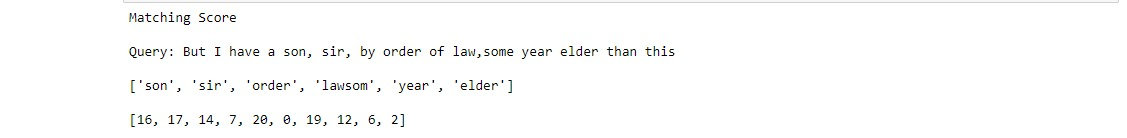 Matching Score
Query: But I have a son, sir, by order of law,some year elder than this
['son', 'sir', 'order', 'lawsom', 'year', 'elder']
[16, 17, 14, 7, 20, 0, 19, 12, 6, 2]